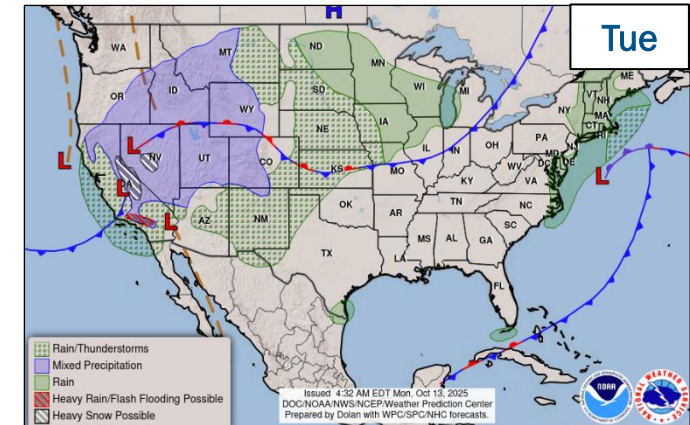 H
Tue
WA
MT
ND
MN
ME
OR
ID
SD
WI
MI
VT
NH
NY
MA
CT
RI
WY
IA
NE
PA
NJ
L
L
NV
UT
CO
IL
IN
OH
MD
DE
DC
WV
L
KS
MO
KY
VA
L
CA
L
AZ
NM
OK
AR
TN
NC
SC
TX
LA
MS
AL
GA
FL
Rain/Thunderstorms
Mixed Precipitation
Rain
Heavy Rain/Flash Flooding Possible
Heavy Snow Possible
Issued 4:32 AM EDT Mon, Oct 13, 2025
DOC/NOAA/NWS/NCEP/Weather Prediction Center
Prepared by Dolan with WPC/SPC/NHC forecasts.
NOAA
NATIONAL WEATHER SERVICE